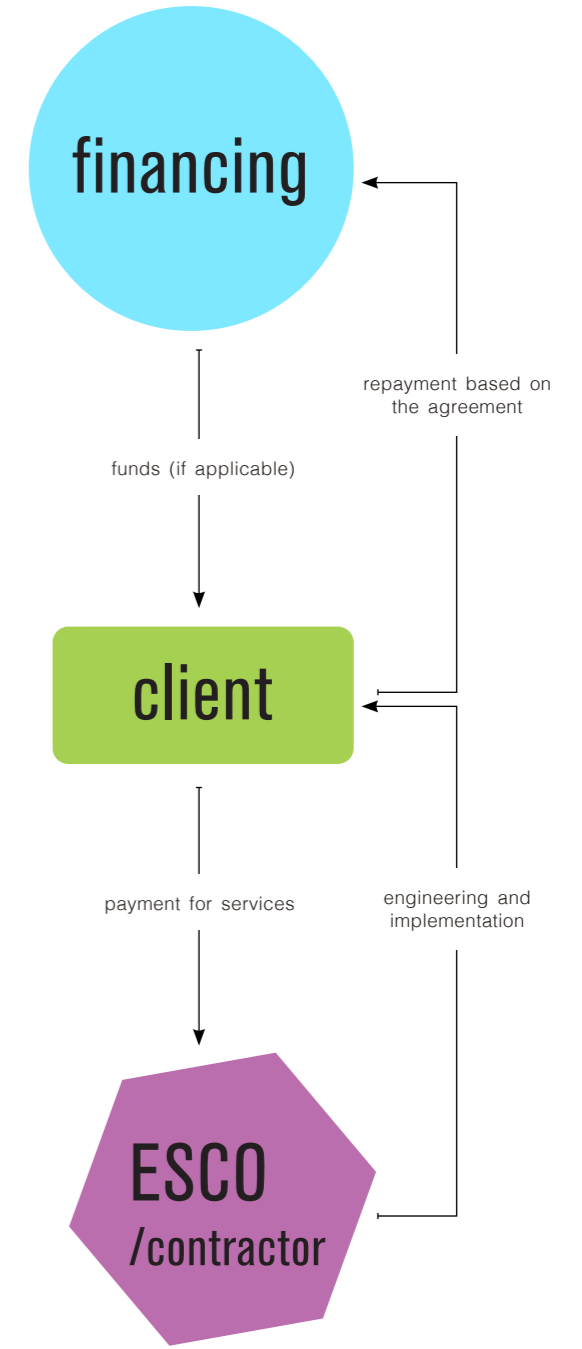 financing
repayment based on
the agreement
funds (if applicable)
client
payment for services
engineering and
implementation
ESCO
/contractor